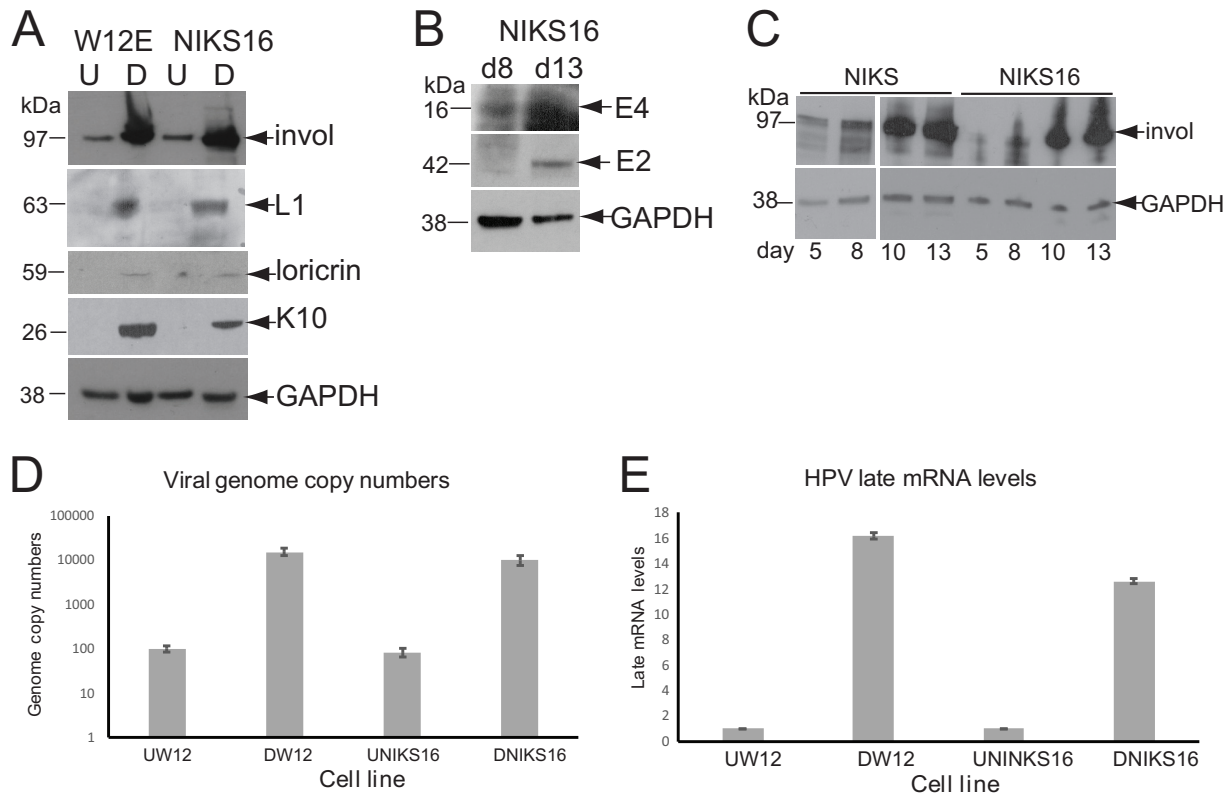 A
W12E NIKS16
U D U D
kDa
97
invol
63
L1
59
loricrin
26
K10
38
GAPDH
B
NIKS16
d8 d13
kDa
16
E4
42
E2
38
GAPDH
C
NIKS NIKS16
kDa
97
invol
38
GAPDH
day 5 8 10 13 5 8 10 13
D
Viral genome copy numbers
Genome copy numbers
100000
10000
1000
100
10
1
UW12 DW12 UNIKS16 DNIKS16
Cell line
E
HPV late mRNA levels
Late mRNA levels
18
16
14
12
10
8
6
4
2
0
UW12 DW12 UNINKS16 DNIKS16
Cell line